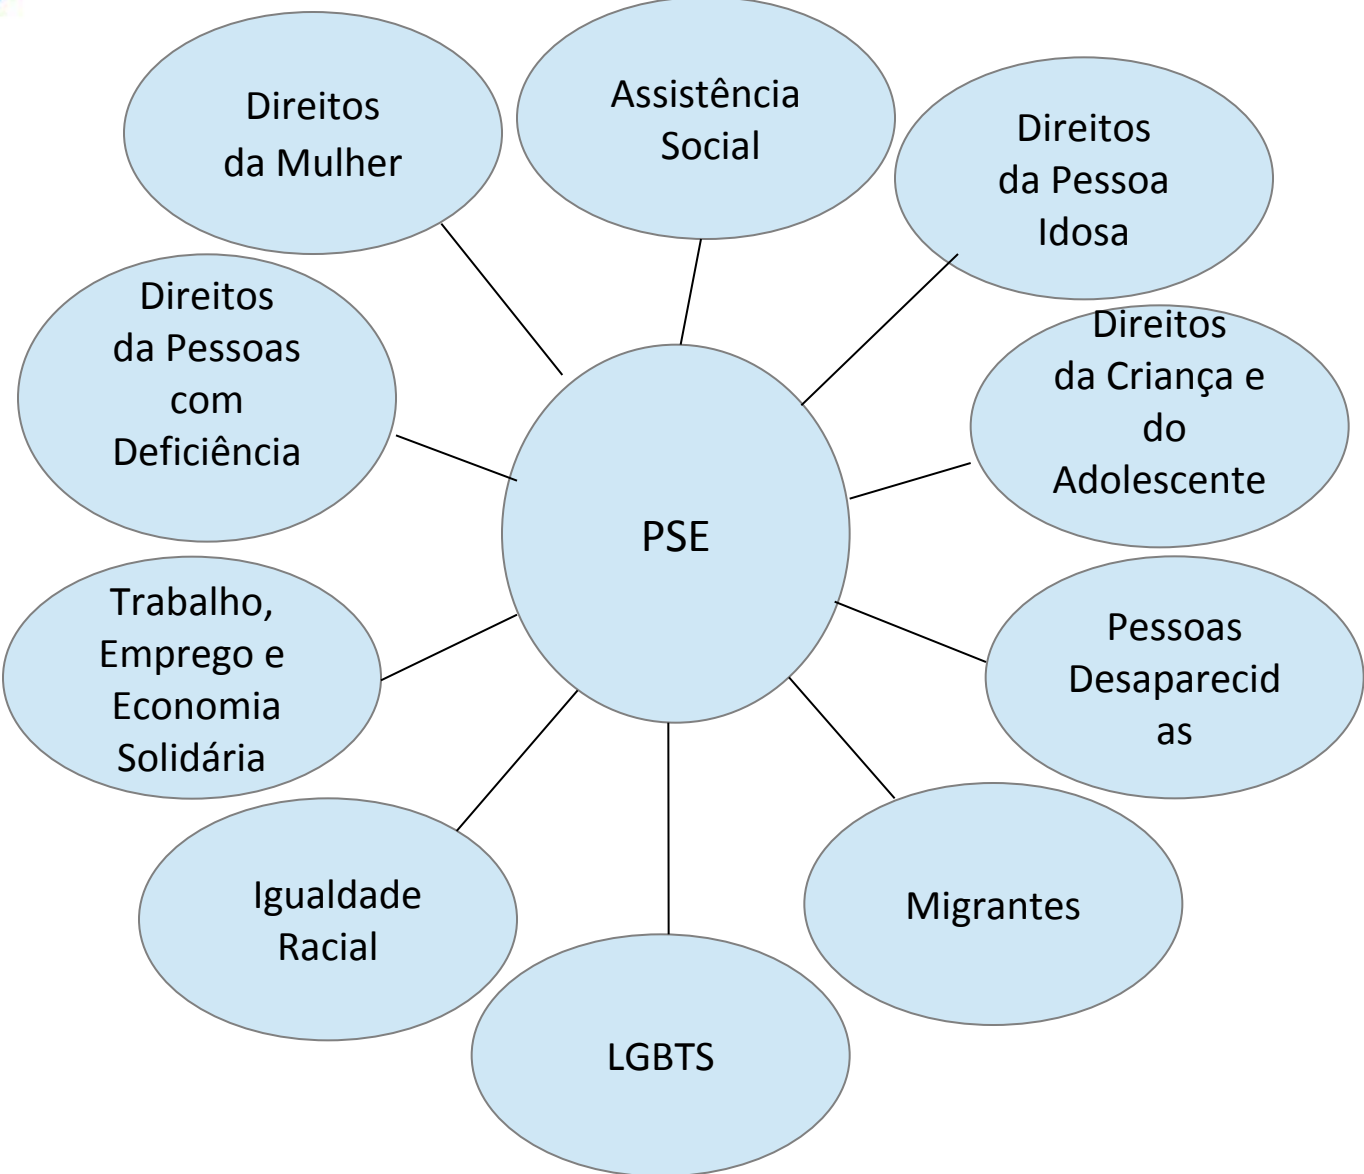 Direitos
da Mulher
Assistência
Social
Direitos
da Pessoa
Idosa
Direitos
da Pessoas
com
Deficiência
Direitos
da Criança e
do
Adolescente
PSE
Trabalho,
Emprego e
Economia
Solidária
Pessoas
Desaparecid
as
Igualdade
Racial
Migrantes
LGBTS